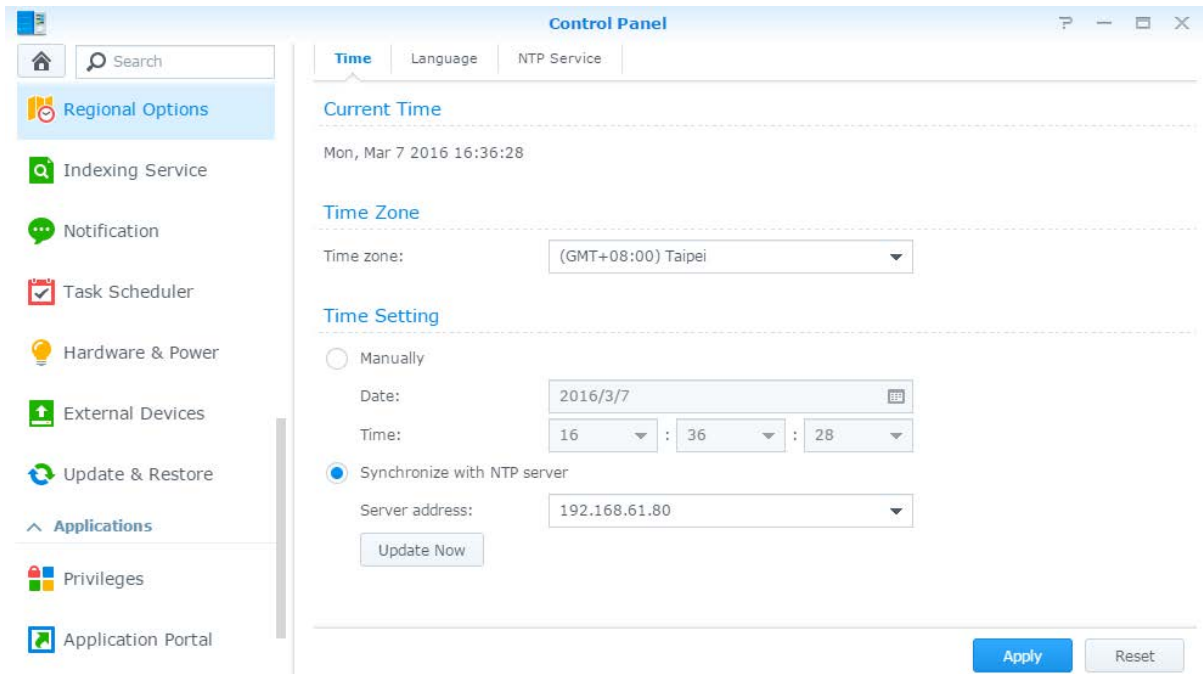 Control Panel
Search
Regional Options
Indexing Service
Notification
Task Scheduler
Hardware & Power
External Devices
Update & Restore
Applications
Privileges
Application Portal
Time Language NTP Service
Current Time
Mon, Mar 7 2016 16:36:28
Time Zone
Time zone: (GMT+08:00) Taipei
Time Setting
Manually
Date: 2016/3/7
Time: 16 : 36 : 28
Synchronize with NTP server
Server address: 192.168.61.80
Update Now
Apply Reset